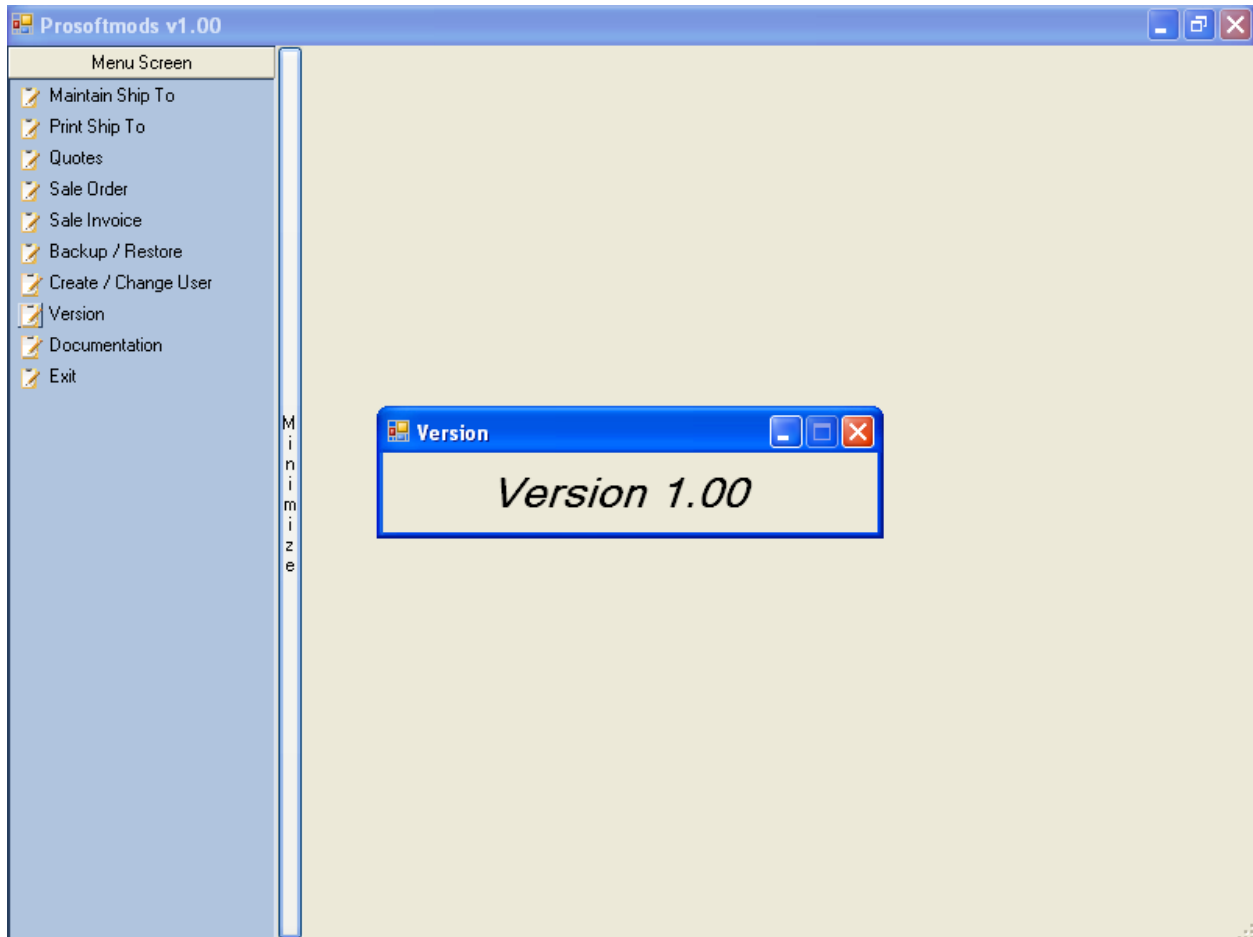 Prosoftmods v1.00
Menu Screen
Maintain Ship To
Print Ship To
Quotes
Sale Order
Sale Invoice
Backup / Restore
Create / Change User
Version
Documentation
Exit
Minimize
Version
Version 1.00